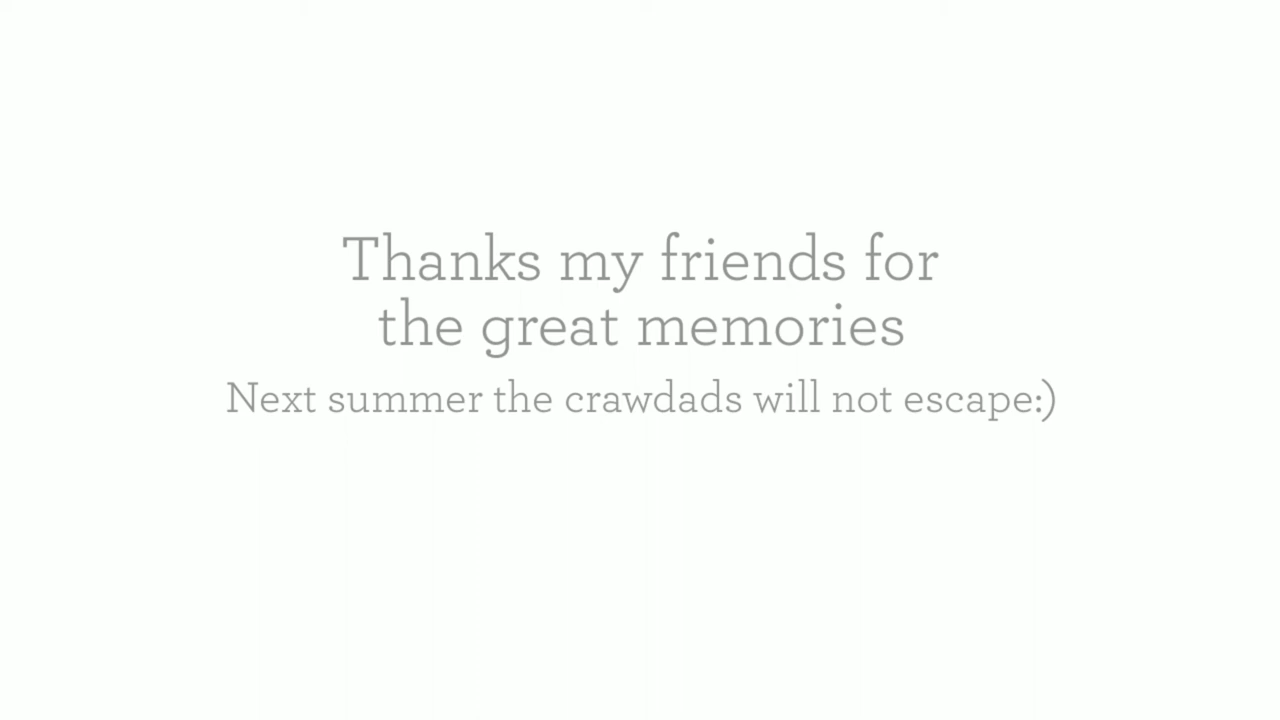 Thanks my friends for
the great memories
Next summer the crawdads will not escape:)